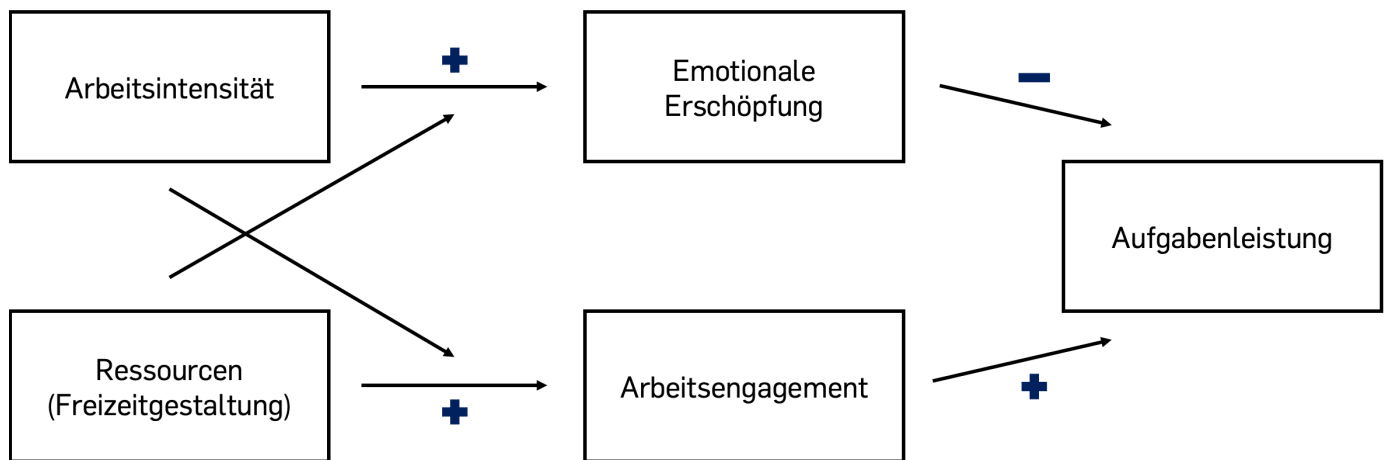 Arbeitsintensität
+
Emotionale
Erschöpfung
−
Aufgabenleistung
Ressourcen
(Freizeitgestaltung)
+
Arbeitsengagement
+